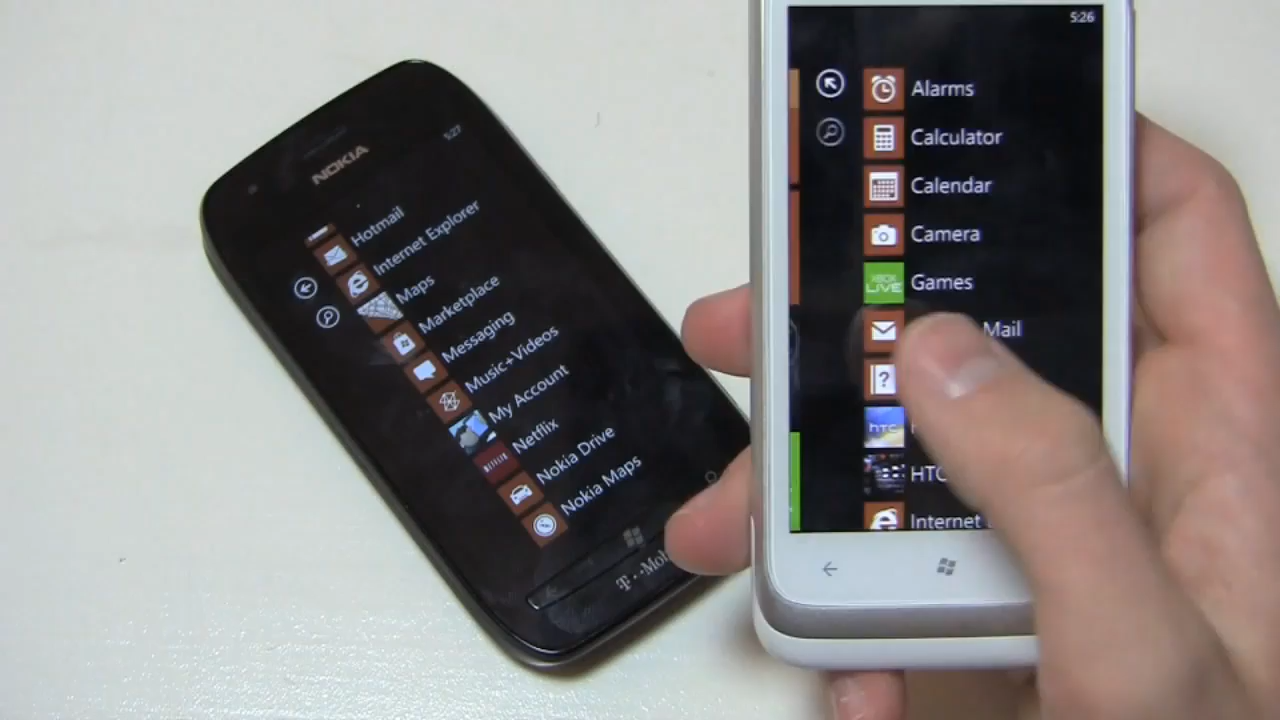 5:27
NOKIA
Hotmail
Internet Explorer
Maps
Marketplace
Messaging
Music+Videos
My Account
Netflix
NETFLIX
Nokia Drive
Nokia Maps
5:26
Alarms
Calculator
Calendar
Camera
XBOX
LIVE
Games
Mail
?
hTC
HTC
Internet